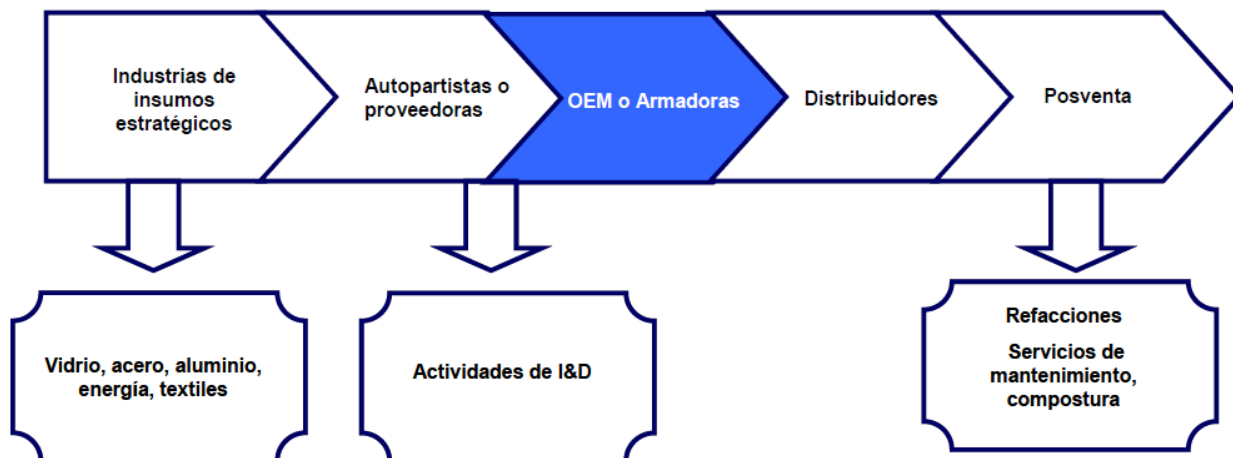 Industrias de
insumos
estratégicos
Autopartistas o
proveedoras
OEM o Armadoras
Distribuidores
Posventa
Vidrio, acero, aluminio,
energía, textiles
Actividades de I&D
Refacciones
Servicios de
mantenimiento,
compostura